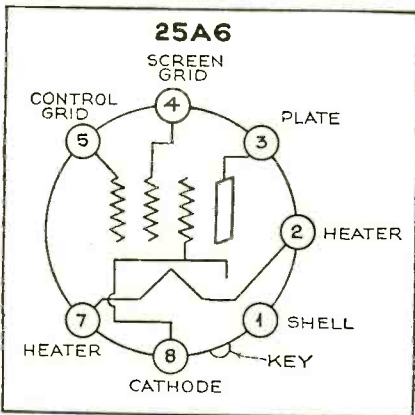 25A6
SCREEN
GRID
4
CONTROL
GRID
5
3
PLATE
2
HEATER
1
SHELL
7
HEATER
8
KEY
CATHODE